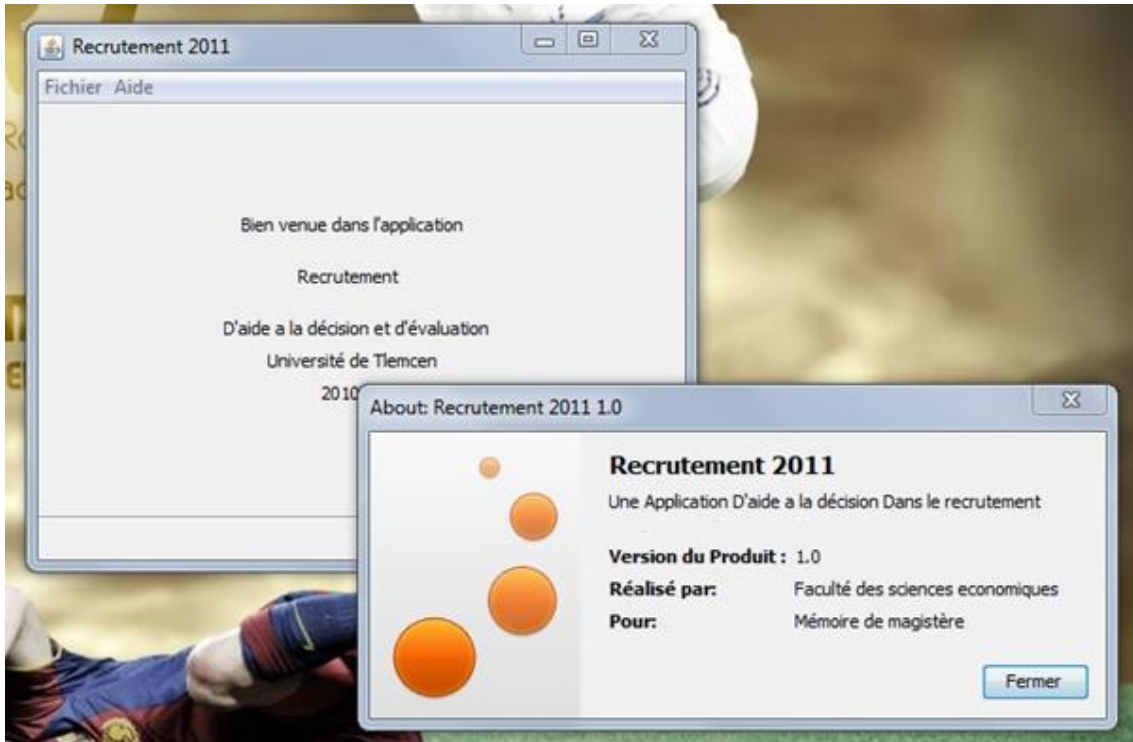 Recrutement 2011
Fichier Aide
Bien venue dans l'application
Recrutement
D'aide a la décision et d'évaluation
Université de Tlemcen
2010
About: Recrutement 2011 1.0
Recrutement 2011
Une Application D'aide a la décision Dans le recrutement
Version du Produit : 1.0
Réalisé par: Faculté des sciences economiques
Pour: Mémoire de magistère
Fermer